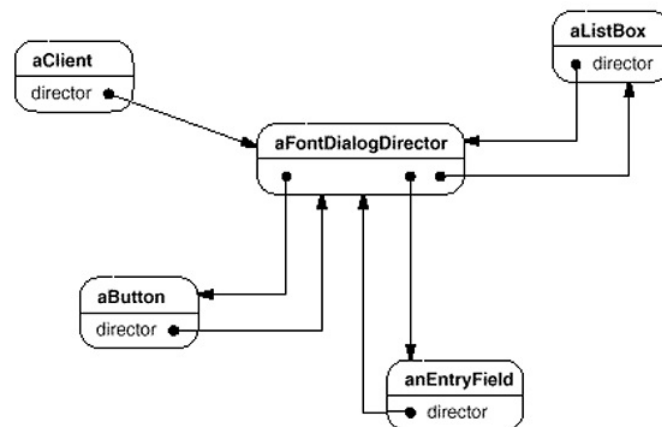 aListBox
director
aClient
director
aFontDialogDirector
aButton
director
anEntryField
director